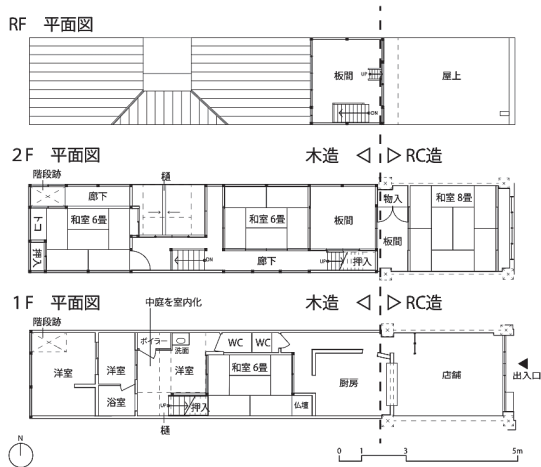 RF 平面図
板間
UP
DN
屋上
2F 平面図
木造 ◁ ▷ RC造
階段跡
樋
廊下
トコ
和室 6畳
押入
DN
和室 6畳
廊下
板間
UP
押入
物入
板間
和室 8畳
1F 平面図
中庭を室内化
木造 ◁ ▷ RC造
階段跡
洋室
洋室
浴室
ボイラー
洗面
洋室
WC
WC
和室 6畳
UP
押入
仏壇
樋
厨房
店舗
出入口
N
0 1 3 5m